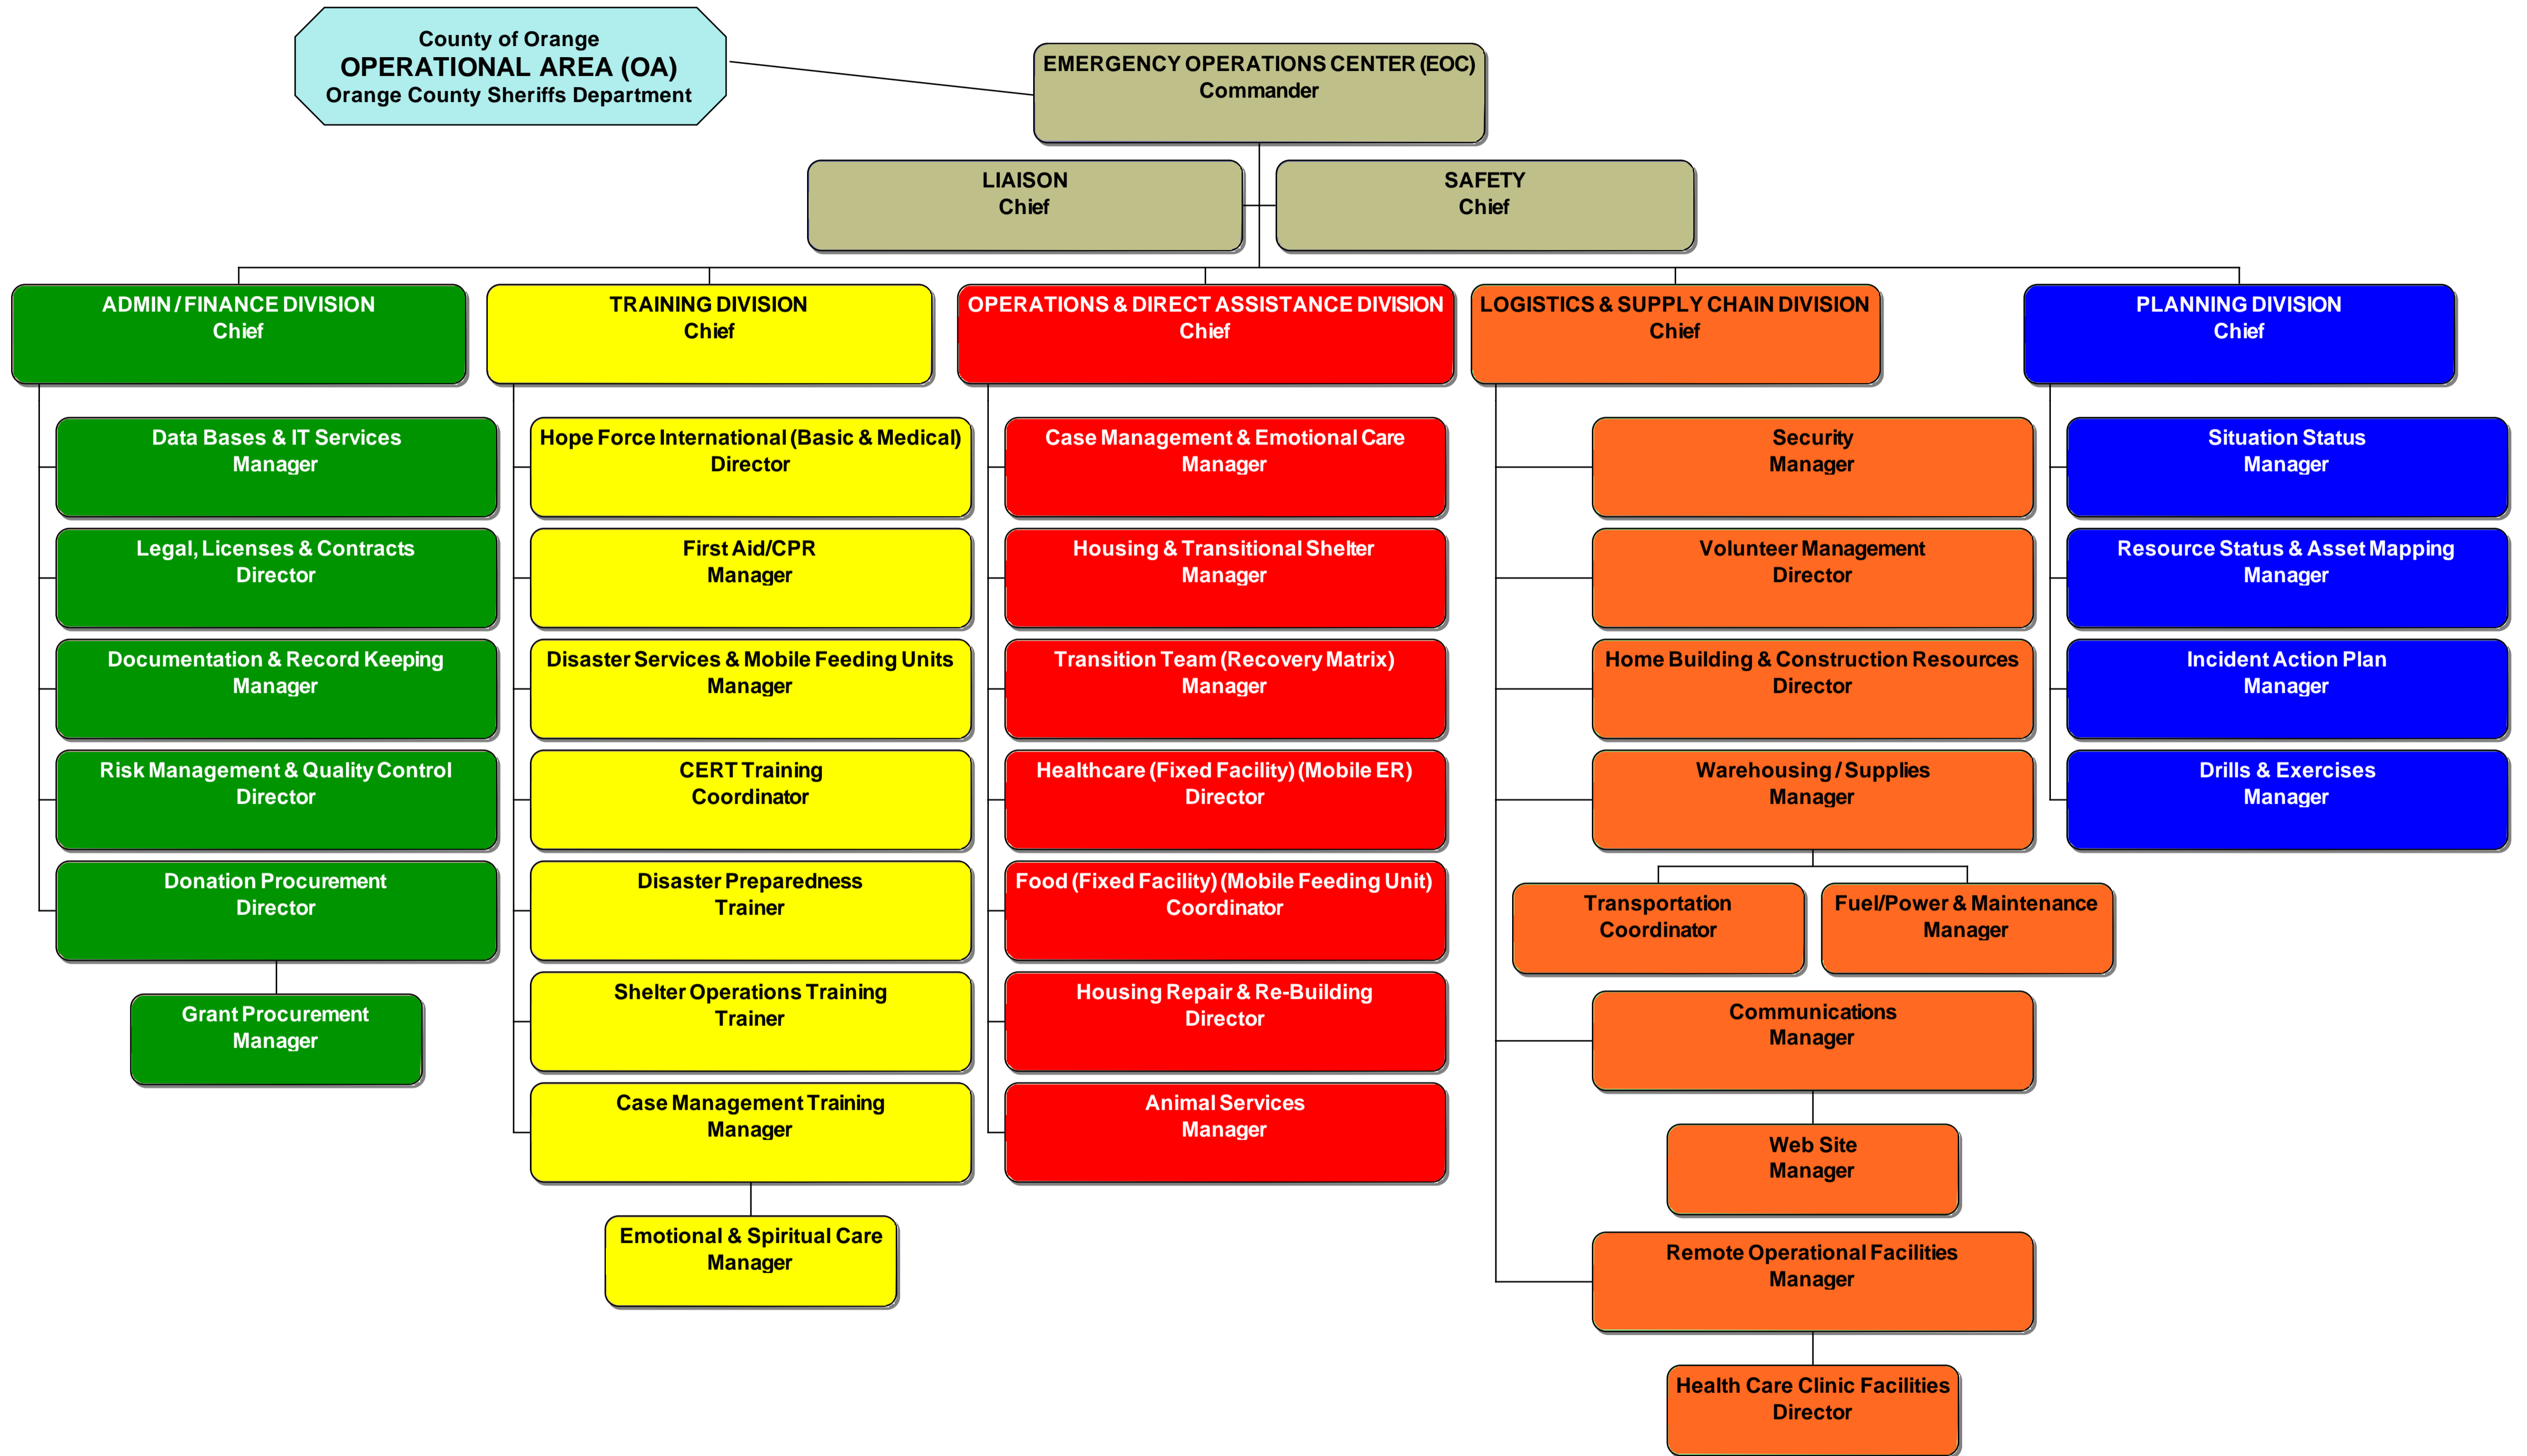 County of Orange
OPERATIONAL AREA (OA)
Orange County Sheriffs Department
EMERGENCY OPERATIONS CENTER (EOC)
Commander
LIAISON
Chief
SAFETY
Chief
ADMIN / FINANCE DIVISION
Chief
Data Bases & IT Services
Manager
Legal, Licenses & Contracts
Director
Documentation & Record Keeping
Manager
Risk Management & Quality Control
Director
Donation Procurement
Director
Grant Procurement
Manager
TRAINING DIVISION
Chief
Hope Force International (Basic & Medical)
Director
First Aid/CPR
Manager
Disaster Services & Mobile Feeding Units
Manager
CERT Training
Coordinator
Disaster Preparedness
Trainer
Shelter Operations Training
Trainer
Case Management Training
Manager
Emotional & Spiritual Care
Manager
OPERATIONS & DIRECT ASSISTANCE DIVISION
Chief
Case Management & Emotional Care
Manager
Housing & Transitional Shelter
Manager
Transition Team (Recovery Matrix)
Manager
Healthcare (Fixed Facility) (Mobile ER)
Director
Food (Fixed Facility) (Mobile Feeding Unit)
Coordinator
Housing Repair & Re-Building
Director
Animal Services
Manager
LOGISTICS & SUPPLY CHAIN DIVISION
Chief
Security
Manager
Volunteer Management
Director
Home Building & Construction Resources
Director
Warehousing / Supplies
Manager
Transportation
Coordinator
Fuel/Power & Maintenance
Manager
Communications
Manager
Web Site
Manager
Remote Operational Facilities
Manager
Health Care Clinic Facilities
Director
PLANNING DIVISION
Chief
Situation Status
Manager
Resource Status & Asset Mapping
Manager
Incident Action Plan
Manager
Drills & Exercises
Manager